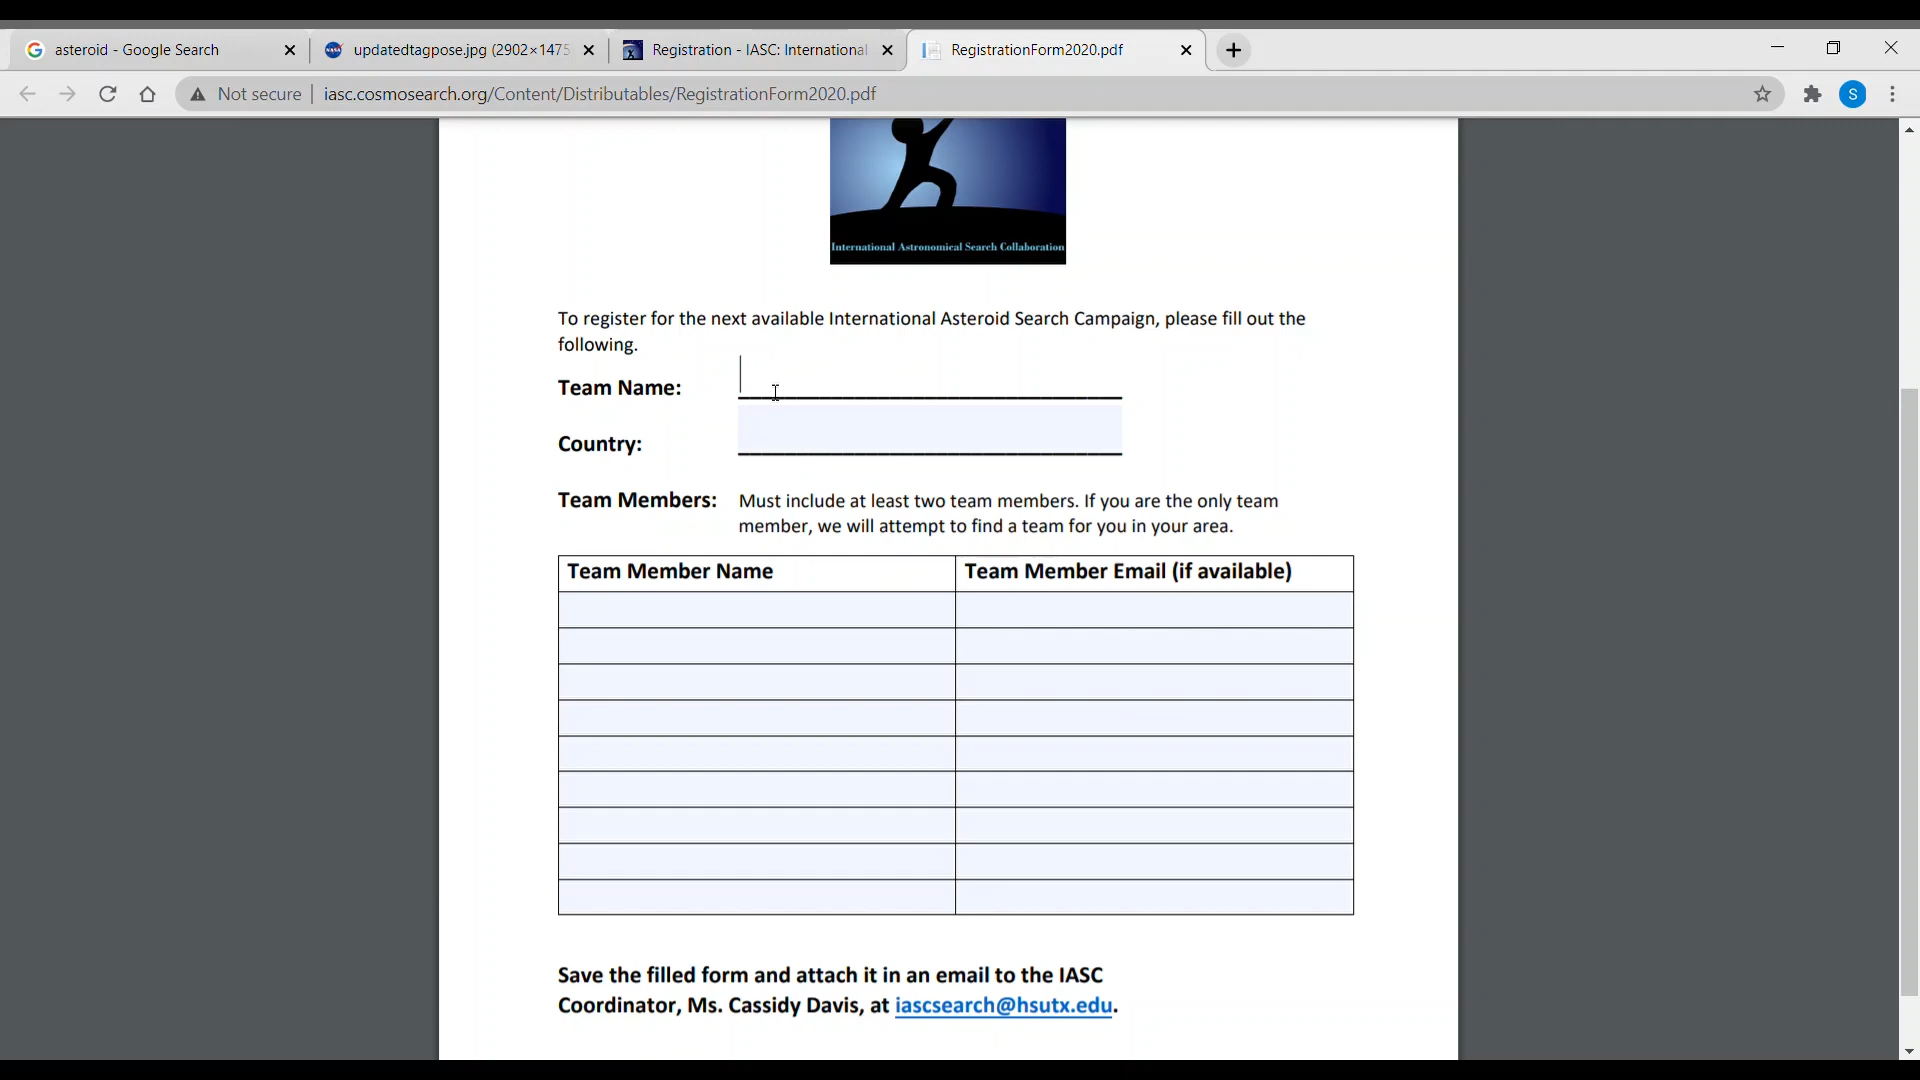 asteroid - Google Search
updatedtagpose.jpg (2902×1475
Registration - IASC: International
RegistrationForm2020.pdf
Not secure
iasc.cosmosearch.org/Content/Distributables/RegistrationForm2020.pdf
S
International Astronomical Search Collaboration
To register for the next available International Asteroid Search Campaign, please fill out the
following.
Team Name:
Country:
Team Members: Must include at least two team members. If you are the only team
member, we will attempt to find a team for you in your area.
Team Member Name Team Member Email (if available)
Save the filled form and attach it in an email to the IASC
Coordinator, Ms. Cassidy Davis, at iascsearch@hsutx.edu.